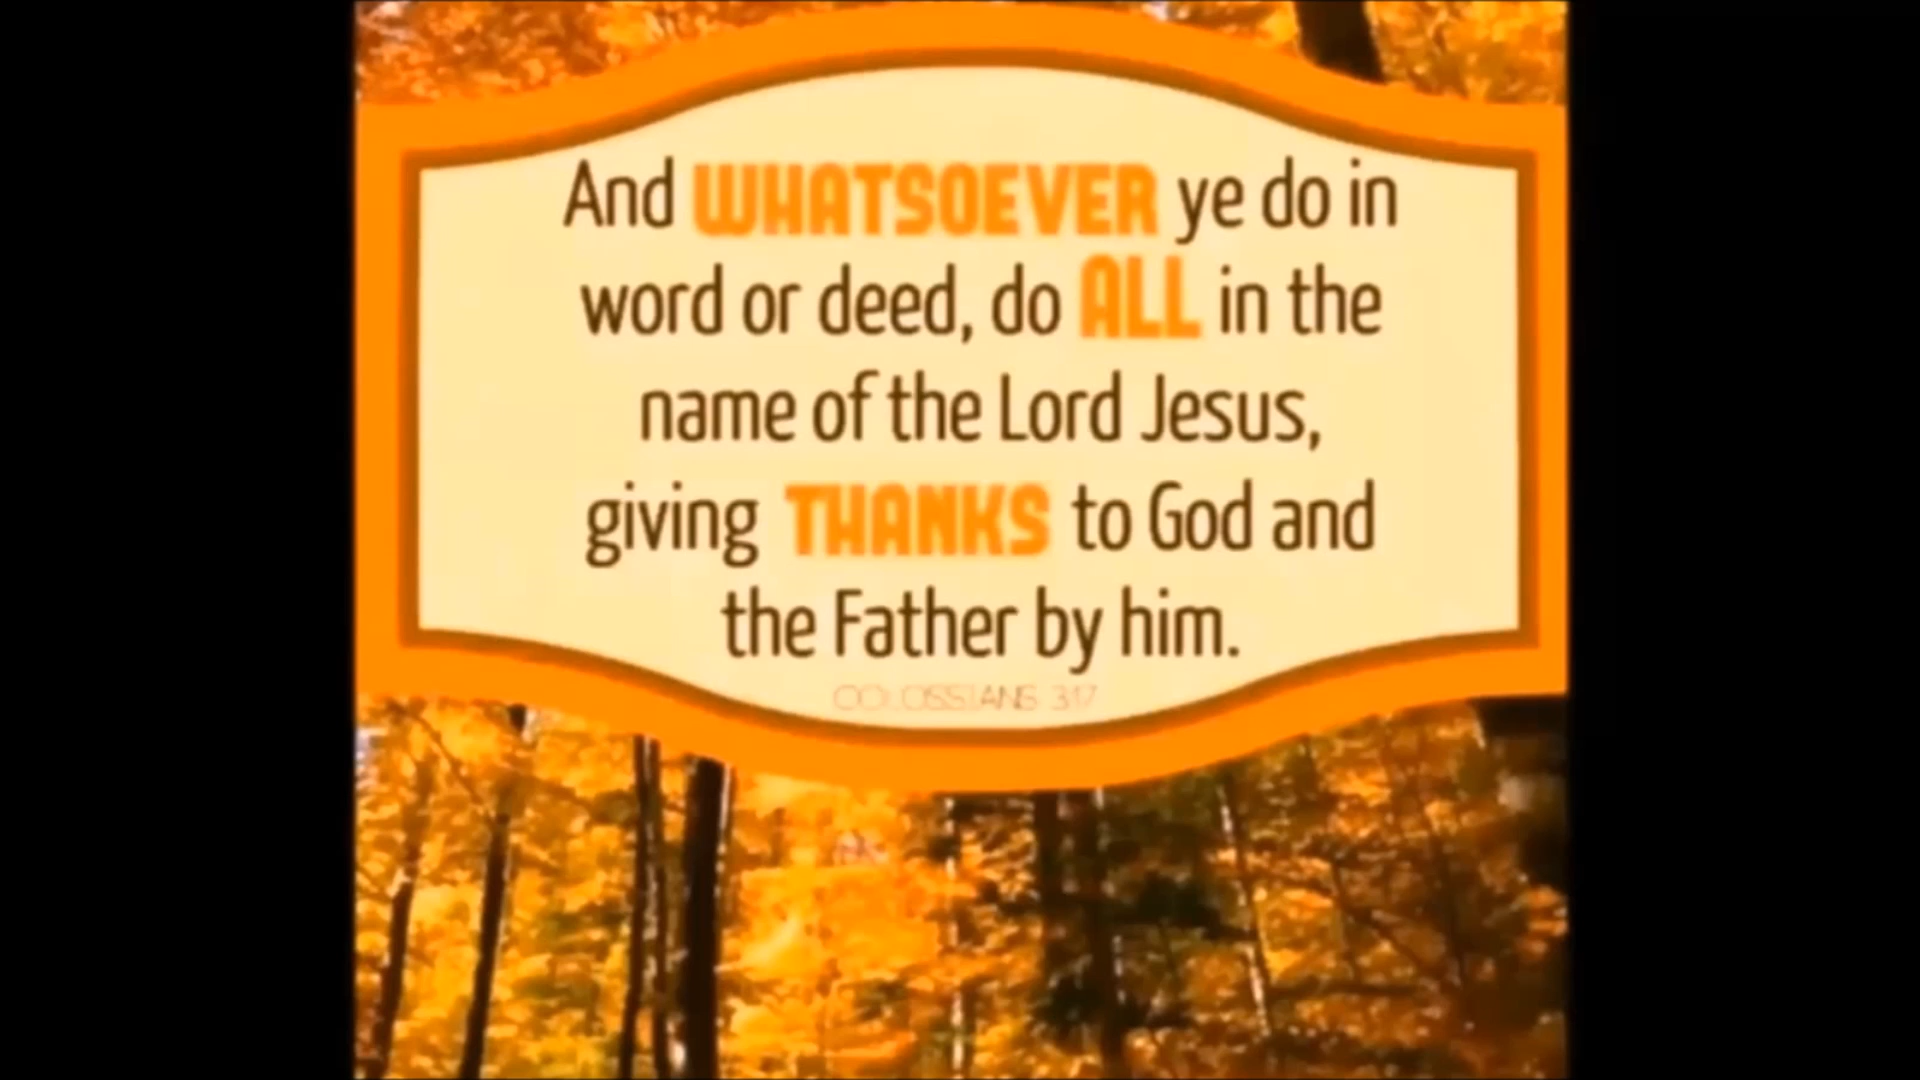 And WHATSOEVER ye do in
word or deed, do ALL in the
name of the Lord Jesus,
giving THANKS to God and
the Father by him.
COLOSSIANS 3:17